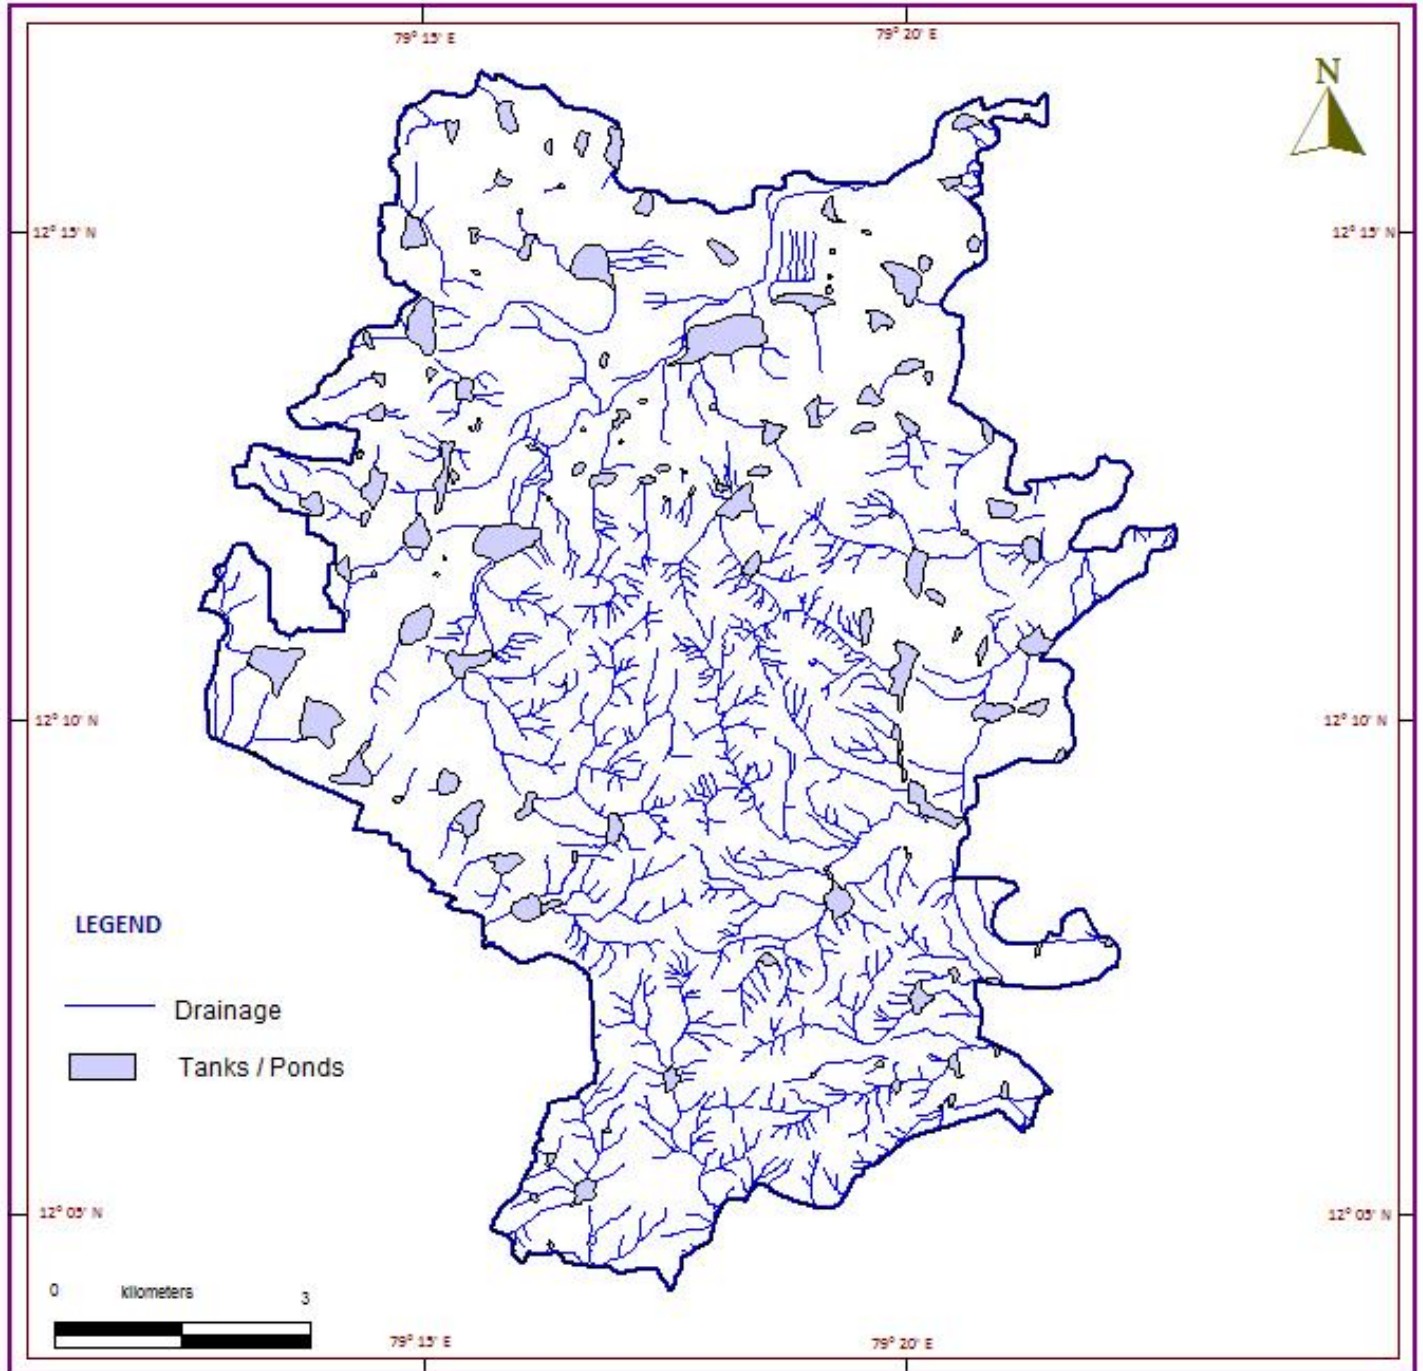 79° 15' E
79° 20' E
N
12° 15' N
12° 15' N
12° 10' N
12° 10' N
LEGEND
Drainage
Tanks / Ponds
12° 05' N
12° 05' N
0 kilometers 3
79° 15' E
79° 20' E